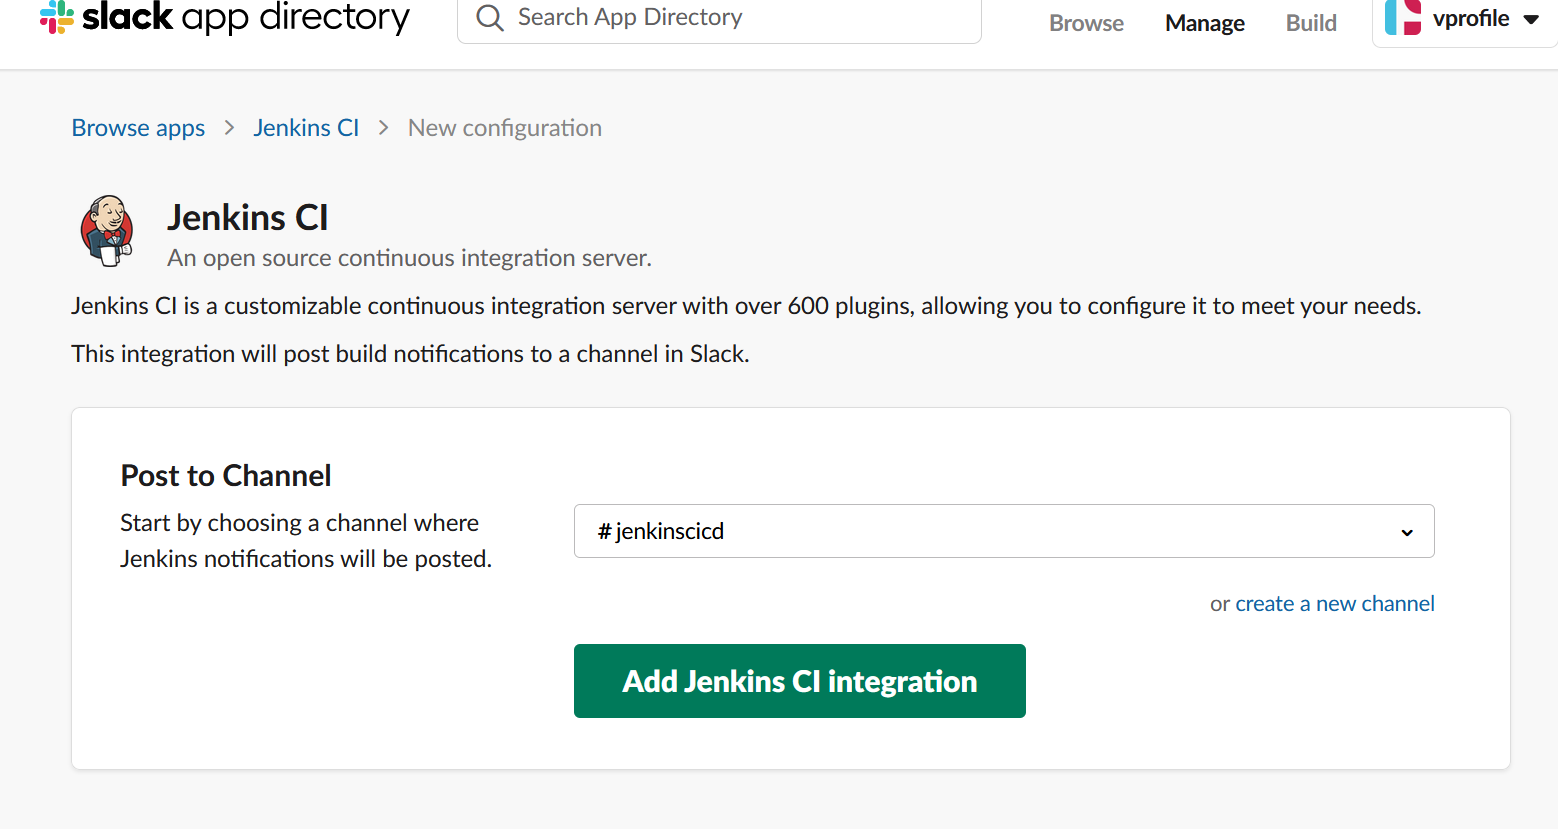 slack app directory
Search App Directory
Browse
Manage
Build
vprofile
Browse apps > Jenkins CI > New configuration
Jenkins CI
An open source continuous integration server.
Jenkins CI is a customizable continuous integration server with over 600 plugins, allowing you to configure it to meet your needs.
This integration will post build notifications to a channel in Slack.
Post to Channel
Start by choosing a channel where
Jenkins notifications will be posted.
# jenkinscicd
or create a new channel
Add Jenkins CI integration